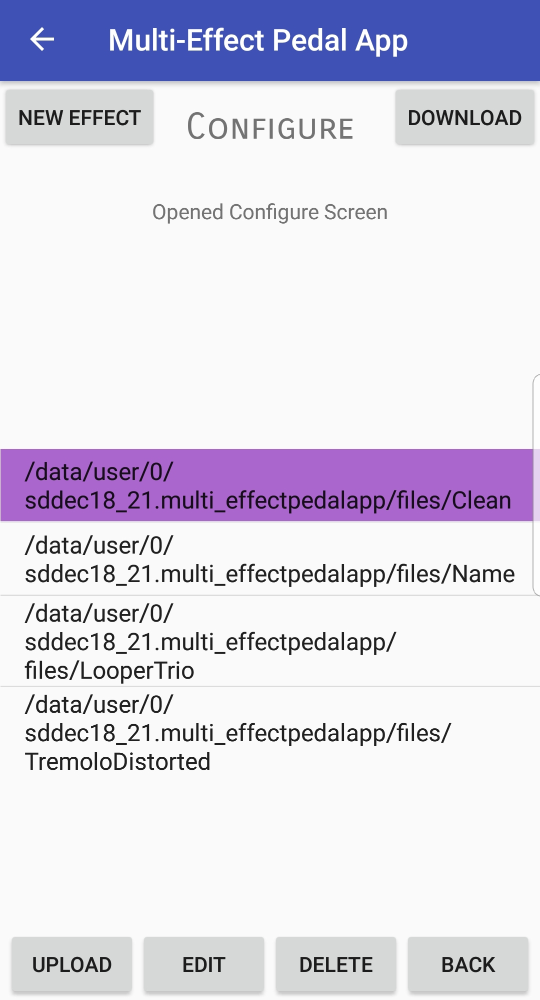 Multi-Effect Pedal App
NEW EFFECT
Configure
DOWNLOAD
Opened Configure Screen
/data/user/0/
sddec18_21.multi_effectpedalapp/files/Clean
/data/user/0/
sddec18_21.multi_effectpedalapp/files/Name
/data/user/0/
sddec18_21.multi_effectpedalapp/
files/LooperTrio
/data/user/0/
sddec18_21.multi_effectpedalapp/files/
TremoloDistorted
UPLOAD
EDIT
DELETE
BACK